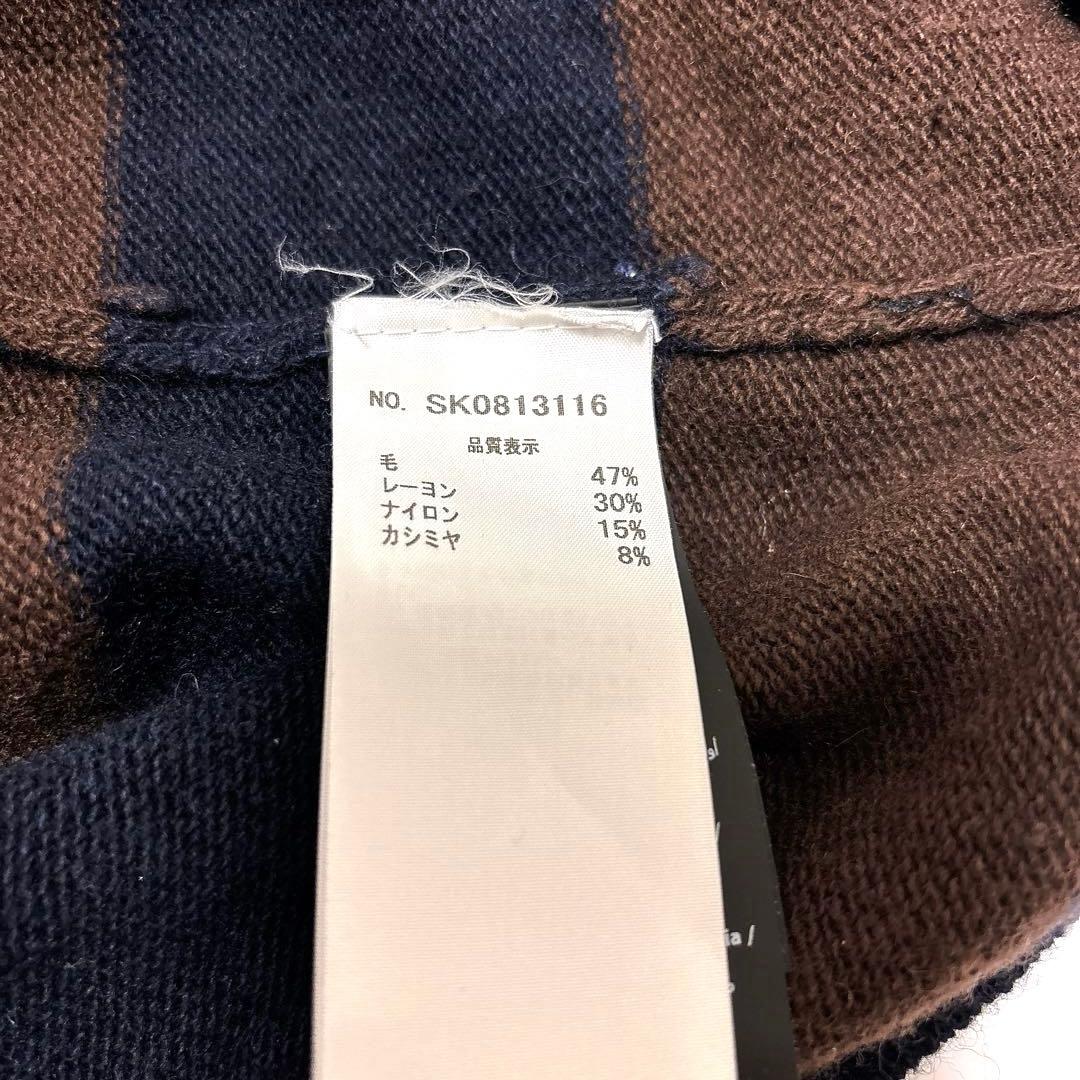 NO. SK0813116
品質表示
毛 47%
レーヨン 30%
ナイロン 15%
カシミヤ 8%
ia /